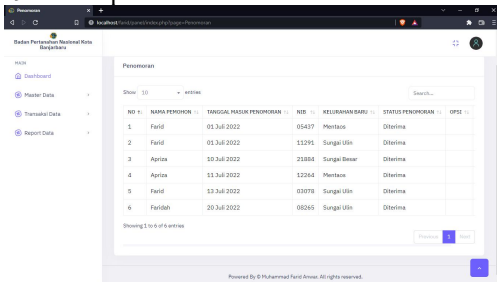 Penomoran
localhost/farid/panel/index.php?page=Penomoran
Badan Pertanahan Nasional Kota
Banjarbaru
MAIN
Dashboard
Master Data
Transaksi Data
Report Data
Penomoran
Show 10 entries
Search...
NO NAMA PEMOHON TANGGAL MASUK PENOMORAN NIB KELURAHAN BARU STATUS PENOMORAN OPSI
1 Farid 01 Juli 2022 05437 Mentaos Diterima
2 Farid 01 Juli 2022 11291 Sungai Ulin Diterima
3 Apriza 10 Juli 2022 21884 Sungai Besar Diterima
4 Apriza 11 Juli 2022 12264 Mentaos Diterima
5 Farid 13 Juli 2022 03078 Sungai Ulin Diterima
6 Faridah 20 Juli 2022 08265 Sungai Ulin Diterima
Showing 1 to 6 of 6 entries
Previous 1 Next
Powered By © Muhammad Farid Anwar. All rights reserved.